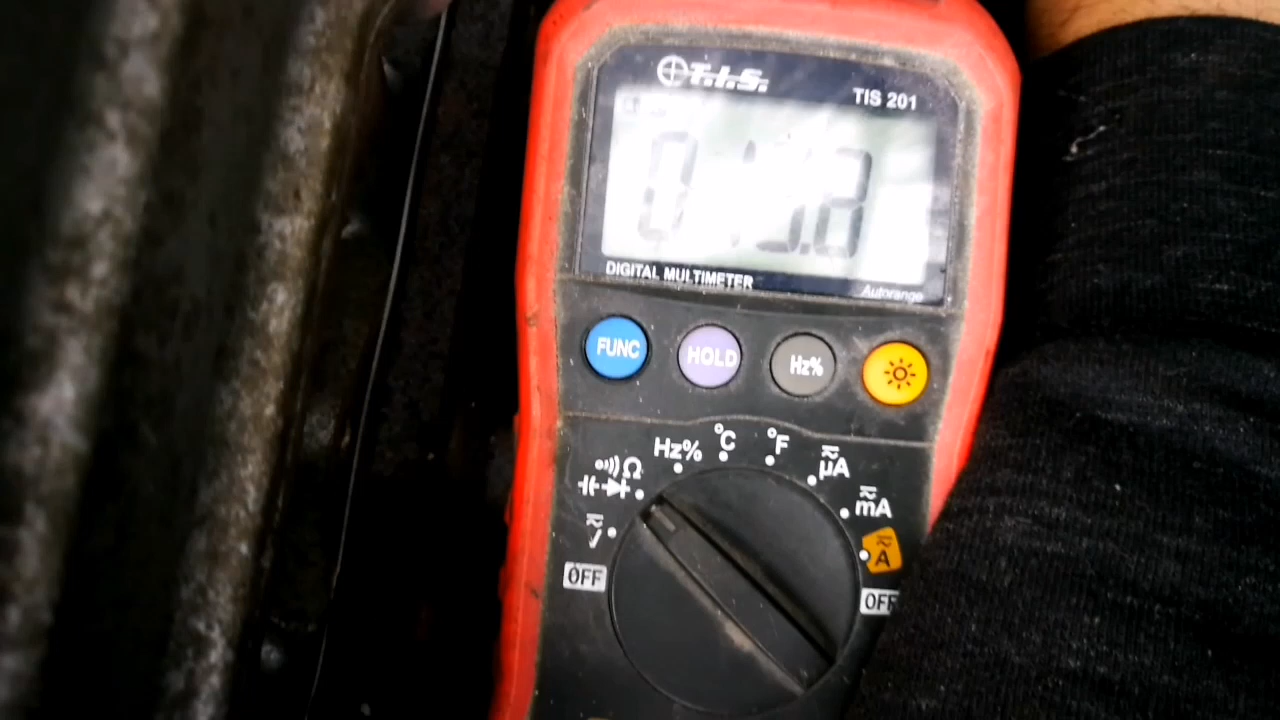 T.I.S.
TIS 201
DIGITAL MULTIMETER
Autorange
FUNC
HOLD
Hz%
Hz%
°C
°F
Ω
µA
V
mA
A
OFF
OFF